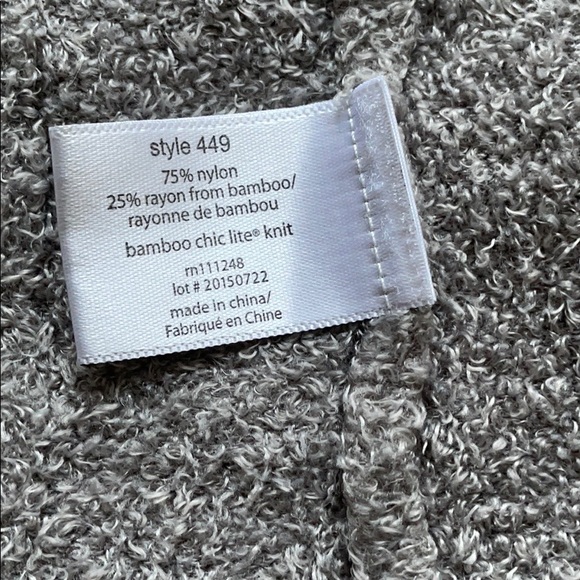 style 449
75% nylon
25% rayon from bamboo/
rayonne de bambou
bamboo chic lite® knit
rn111248
lot # 20150722
made in china/
Fabriqué en Chine